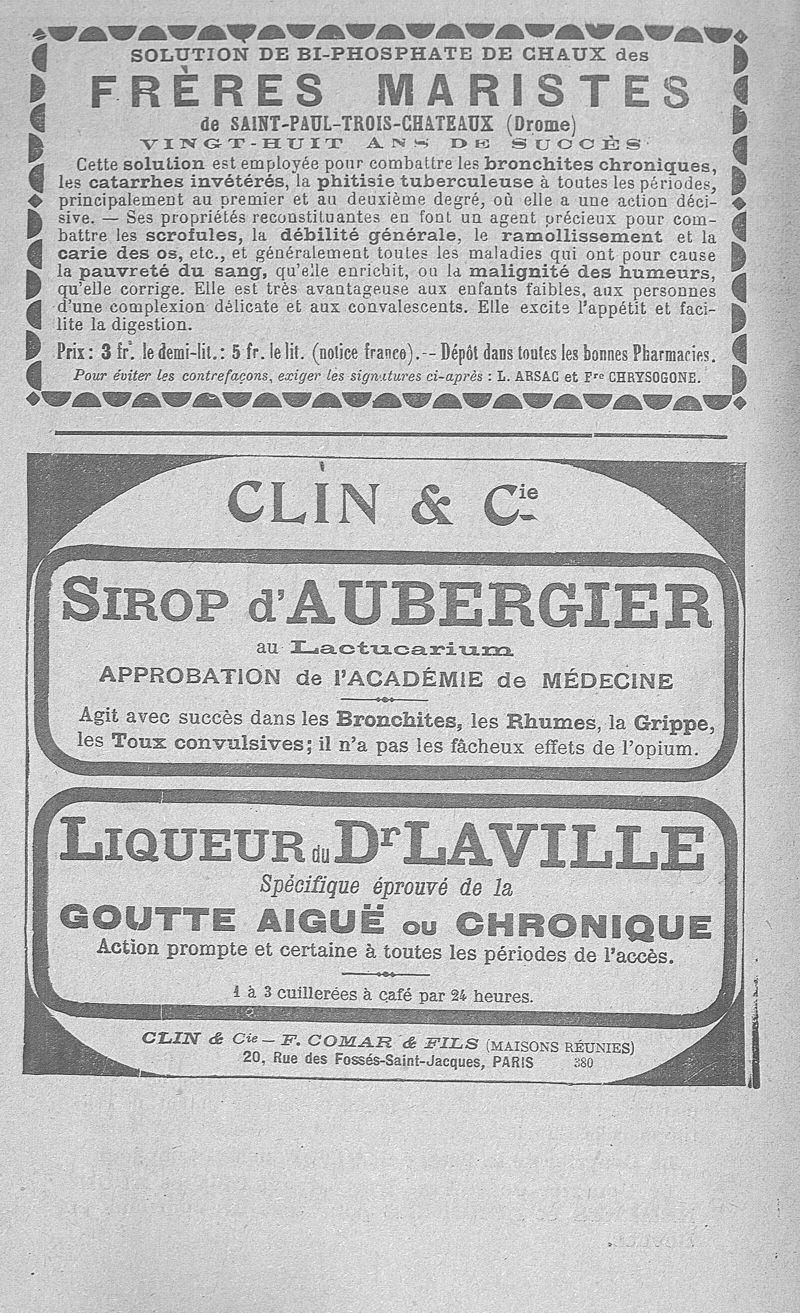 SOLUTION DE BI-PHOSPHATE DE CHAUX des
FRÈRES MARISTES
de SAINT-PAUL-TROIS-CHATEAUX (Drome)
VINGT-HUIT ANS DE SUCCÈS
Cette solution est employée pour combattre les bronchites chroniques,
les catarrhes invétérés, la phitisie tuberculeuse à toutes les périodes,
principalement au premier et au deuxième degré, où elle a une action déci-
sive. — Ses propriétés reconstituantes en font un agent précieux pour com-
battre les scrofules, la débilité générale, le ramollissement et la
carie des os, etc., et généralement toutes les maladies qui ont pour cause
la pauvreté du sang, qu'elle enrichit, ou la malignité des humeurs,
qu'elle corrige. Elle est très avantageuse aux enfants faibles, aux personnes
d'une complexion délicate et aux convalescents. Elle excite l'appétit et faci-
lite la digestion.
Prix : 3 fr. le demi-lit. : 5 fr. le lit. (notice franco). -- Dépôt dans toutes les bonnes Pharmacies.
Pour éviter les contrefaçons, exiger les signatures ci-après : L. ARSAC et Fre CHRYSOGONE.
CLIN & Cie
SIROP d'AUBERGIER
au Lactucarium
APPROBATION de l'ACADÉMIE de MÉDECINE
Agit avec succès dans les Bronchites, les Rhumes, la Grippe,
les Toux convulsives; il n'a pas les fâcheux effets de l'opium.
LIQUEUR du Dr LAVILLE
Spécifique éprouvé de la
GOUTTE AIGUË OU CHRONIQUE
Action prompte et certaine à toutes les périodes de l'accès.
1 à 3 cuillerées à café par 24 heures.
CLIN & Cie — F. COMAR & FILS (MAISONS RÉUNIES)
20, Rue des Fossés-Saint-Jacques, PARIS 380